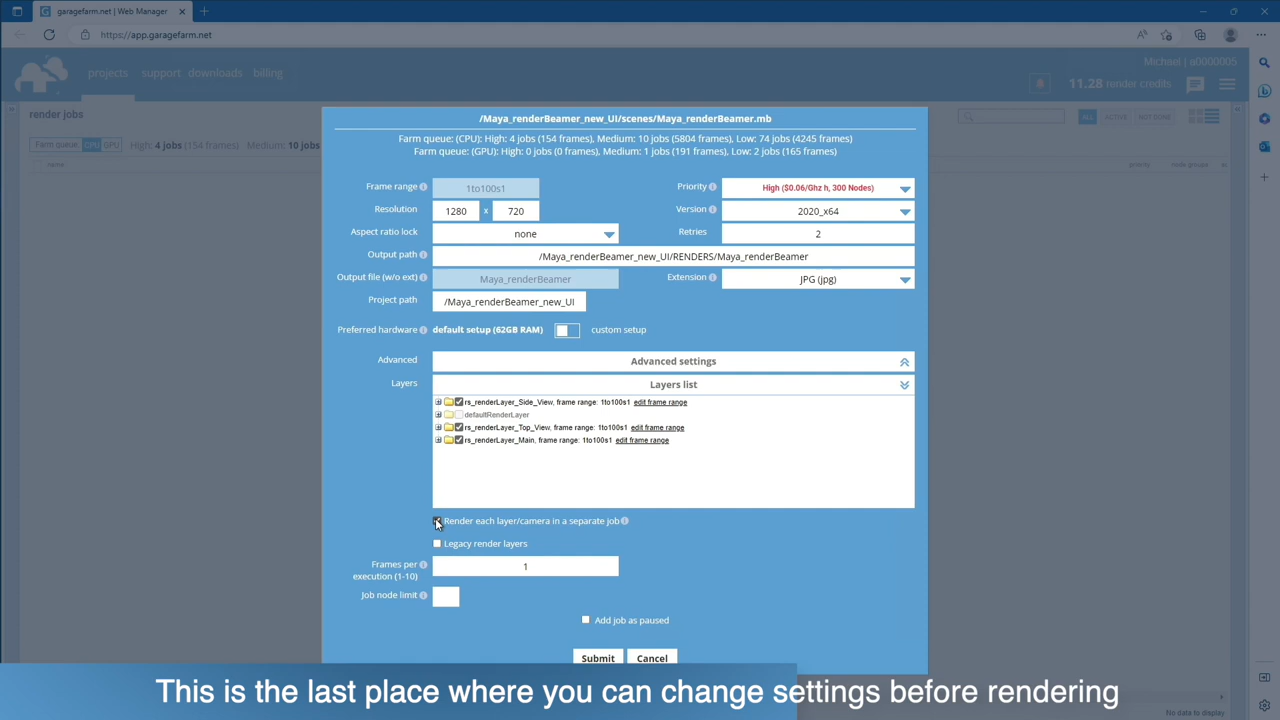 garagefarm.net | Web Manager
https://app.garagefarm.net
projects support downloads billing
Michael | a0000005
11.28 render credits
render jobs
ALL ACTIVE NOT DONE
Farm queue: CPU GPU High: 4 jobs (154 frames), Medium: 10 jobs
name
priority node groups
/Maya_renderBeamer_new_UI/scenes/Maya_renderBeamer.mb
Farm queue: (CPU): High: 4 jobs (154 frames), Medium: 10 jobs (5804 frames), Low: 74 jobs (4245 frames)
Farm queue: (GPU): High: 0 jobs (0 frames), Medium: 1 jobs (191 frames), Low: 2 jobs (165 frames)
Frame range 1to100s1 Priority High ($0.06/Ghz h, 300 Nodes)
Resolution 1280 x 720 Version 2020_x64
Aspect ratio lock none Retries 2
Output path /Maya_renderBeamer_new_UI/RENDERS/Maya_renderBeamer
Output file (w/o ext) Maya_renderBeamer Extension JPG (jpg)
Project path /Maya_renderBeamer_new_UI
Preferred hardware default setup (62GB RAM) custom setup
Advanced Advanced settings
Layers Layers list
rs_renderLayer_Side_View, frame range: 1to100s1 edit frame range
defaultRenderLayer
rs_renderLayer_Top_View, frame range: 1to100s1 edit frame range
rs_renderLayer_Main, frame range: 1to100s1 edit frame range
Render each layer/camera in a separate job
Legacy render layers
Frames per
execution (1-10) 1
Job node limit
Add job as paused
Submit Cancel
This is the last place where you can change settings before rendering
No data to display